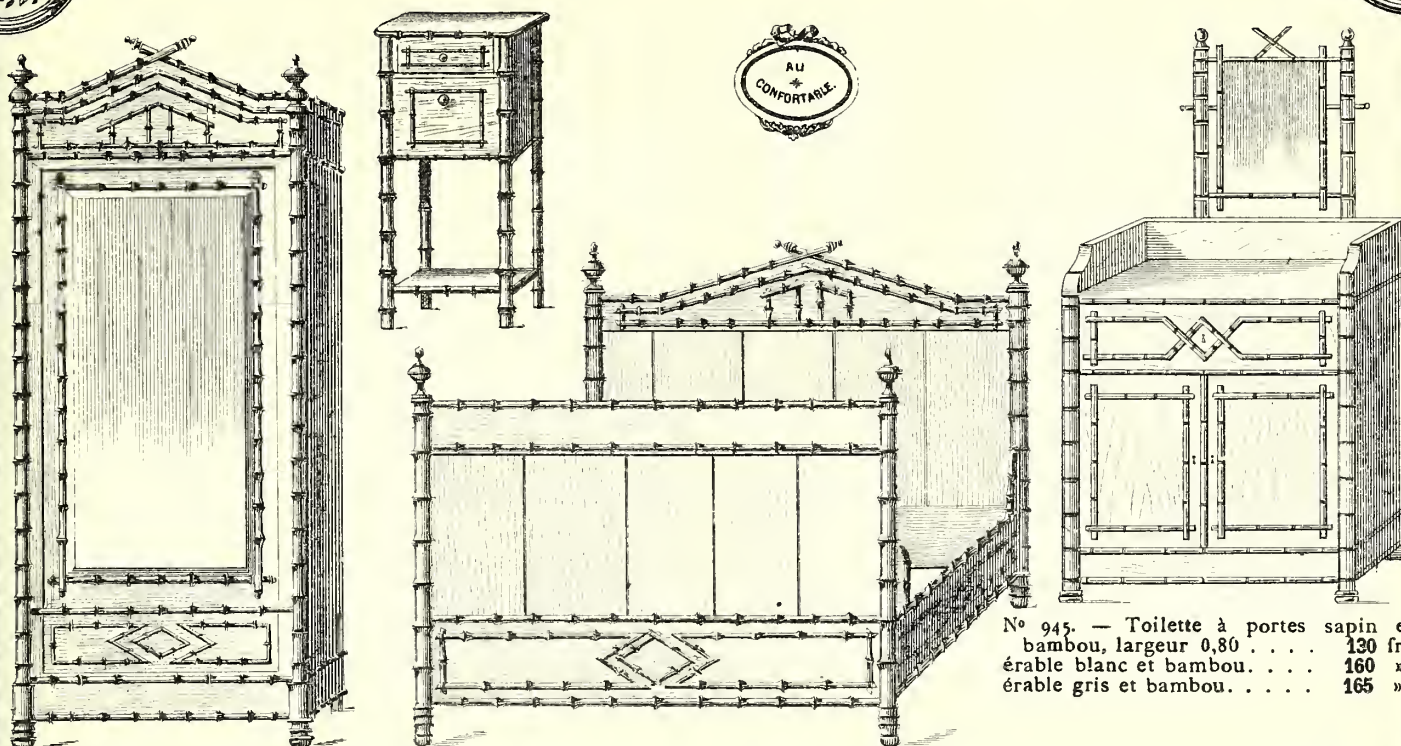 AU
CONFORTABLE.
Nº 945. — Toilette à portes sapin e
bambou, largeur 0,80 . . . . 130 fr
érable blanc et bambou. . . . 160 »
érable gris et bambou. . . . . 165 »